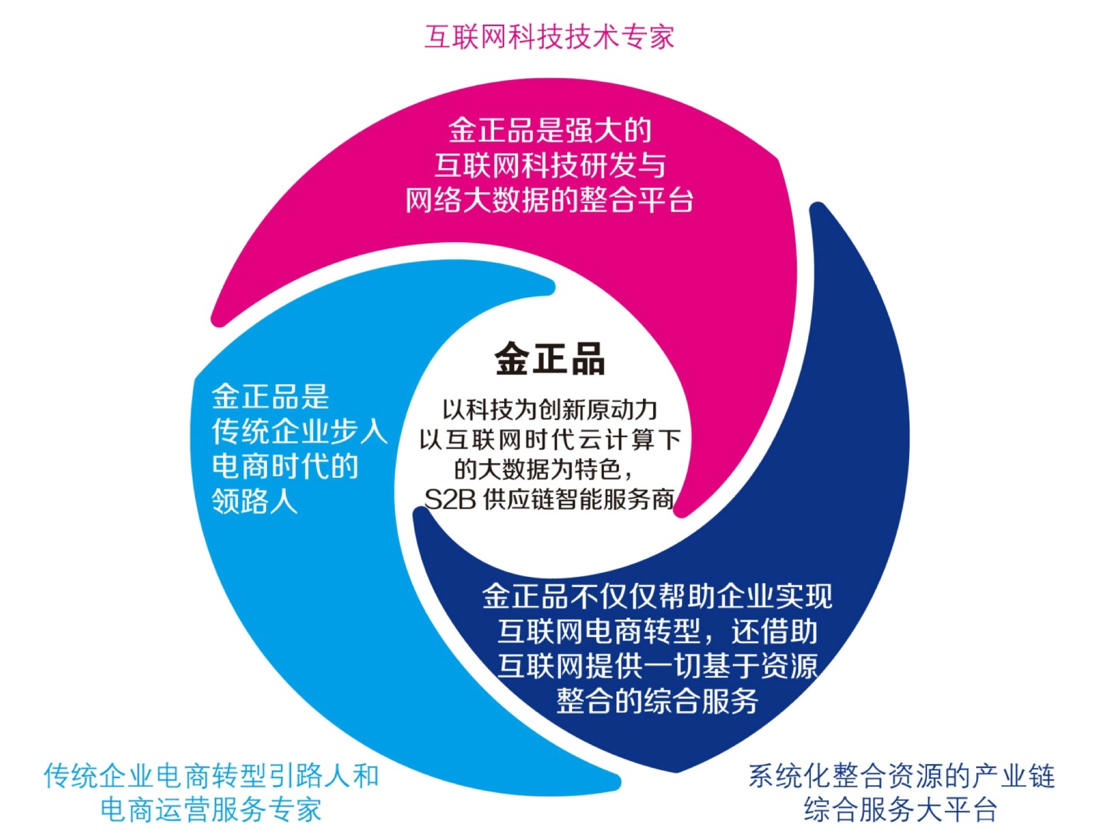 互联网科技技术专家
金正品是强大的
互联网科技研发与
网络大数据的整合平台
金正品
以科技为创新原动力
以互联网时代云计算下
的大数据为特色，
S2B 供应链智能服务商
金正品是
传统企业步入
电商时代的
领路人
金正品不仅仅帮助企业实现
互联网电商转型，还借助
互联网提供一切基于资源
整合的综合服务
传统企业电商转型引路人和
电商运营服务专家
系统化整合资源的产业链
综合服务大平台